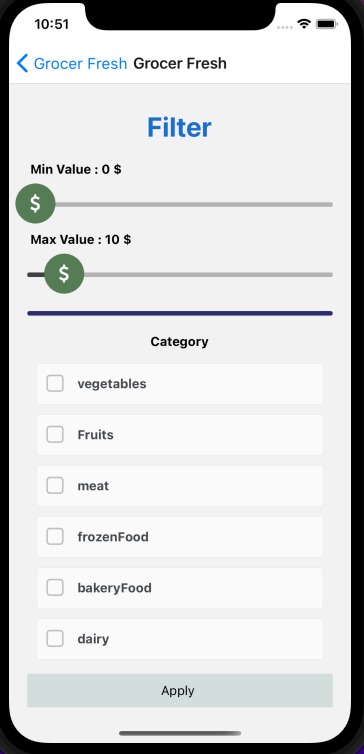 10:51
Grocer Fresh Grocer Fresh
Filter
Min Value : 0 $
$
Max Value : 10 $
$
Category
vegetables
Fruits
meat
frozenFood
bakeryFood
dairy
Apply